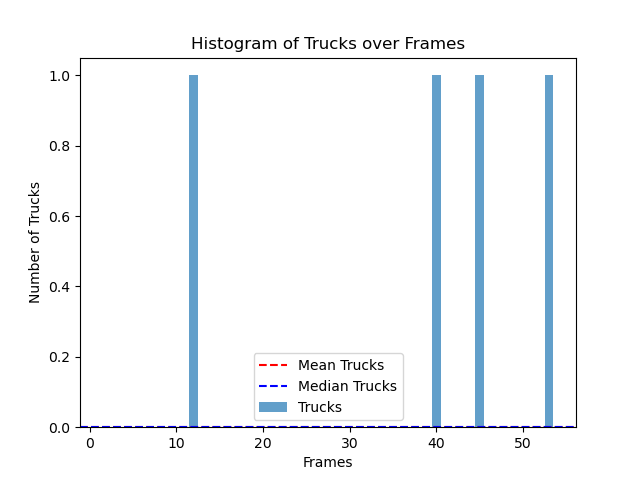 Histogram of Trucks over Frames
1.0
0.8
0.6
0.4
0.2
0.0
Number of Trucks
Mean Trucks
Median Trucks
Trucks
0 10 20 30 40 50
Frames